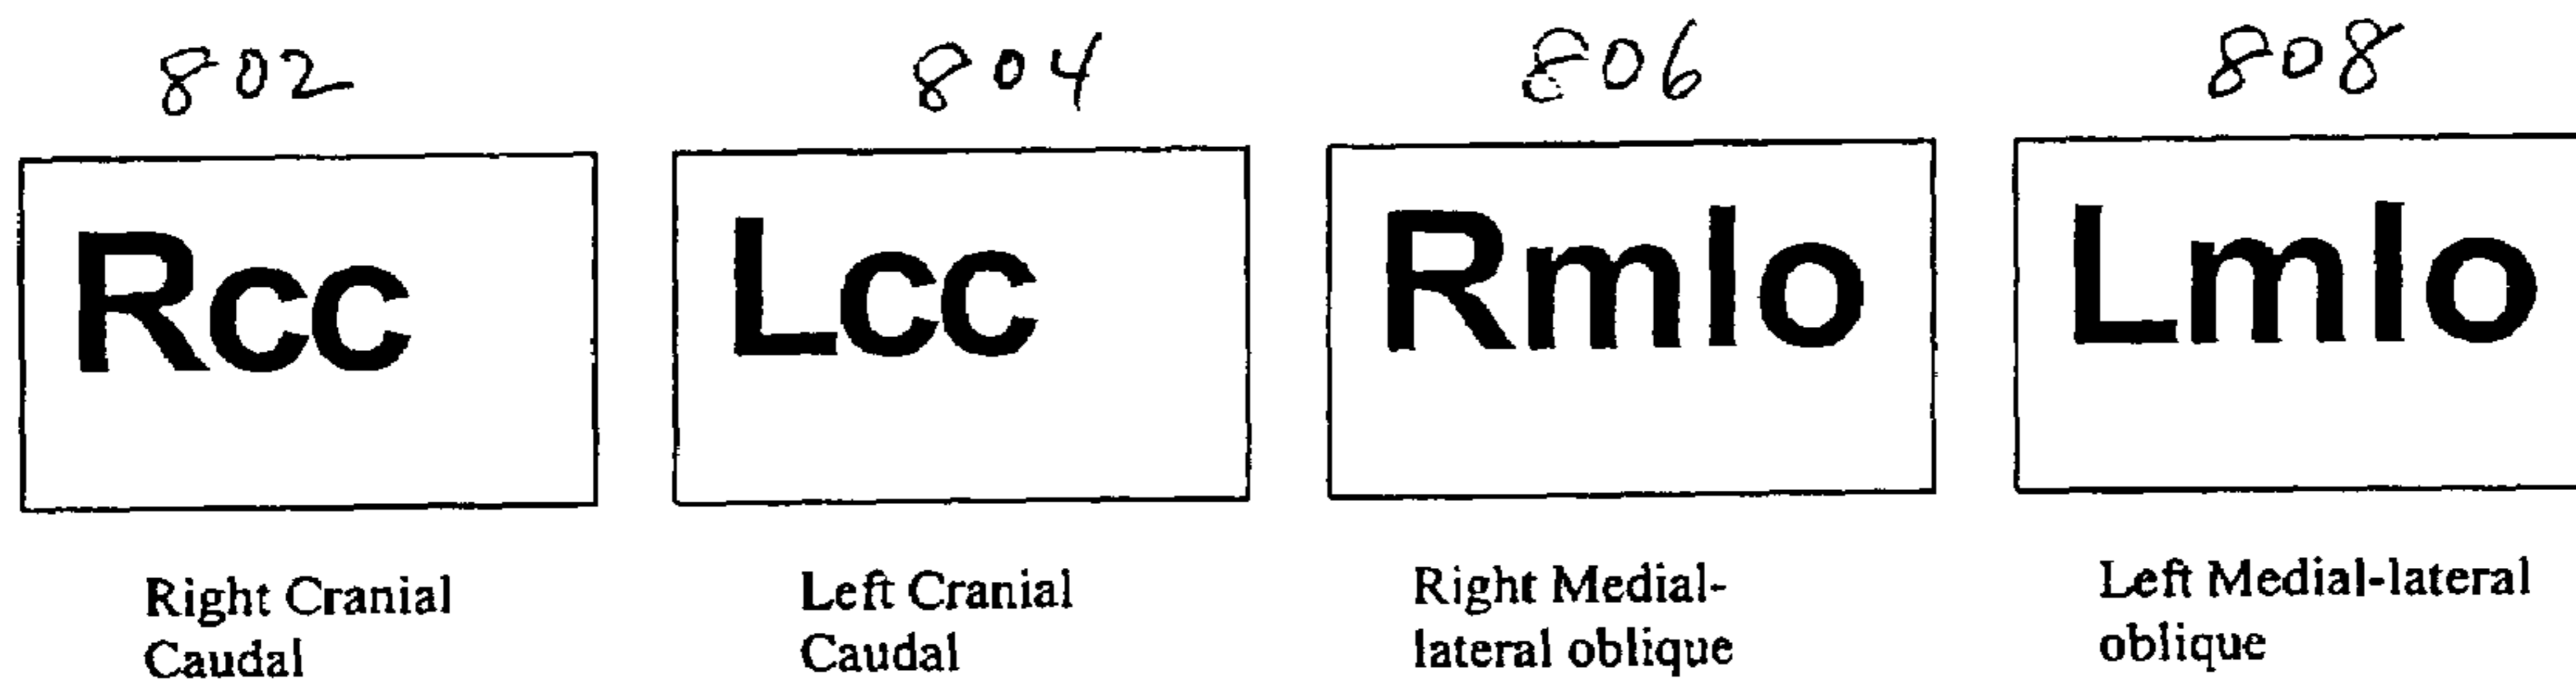 802 804 806 808
Rcc Lcc Rmlo Lmlo
Right Cranial Left Cranial Right Medial- Left Medial-lateral
Caudal Caudal lateral oblique oblique